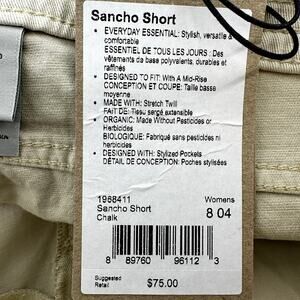 Sancho Short
• EVERYDAY ESSENTIAL: Stylish, versatile &
comfortable
ESSENTIEL DE TOUS LES JOURS : Des
vêtements de base polyvalents, durables et
raffinés
• DESIGNED TO FIT: With A Mid-Rise
CONCEPTION ET COUPE: Taille basse
moyenne
• MADE WITH: Stretch Twill
FAIT DE: Tissu sergé extensible
• ORGANIC: Made Without Pesticides or
Herbicides
BIOLOGIQUE: Fabriqué sans pesticides ni
herbicides
• DESIGNED WITH: Stylized Pockets
DÉTAIL DE CONCEPTION: Poches stylisées
1968411
Sancho Short
Chalk
Womens
8 04
8 89760 96112 3
Suggested
Retail
$75.00